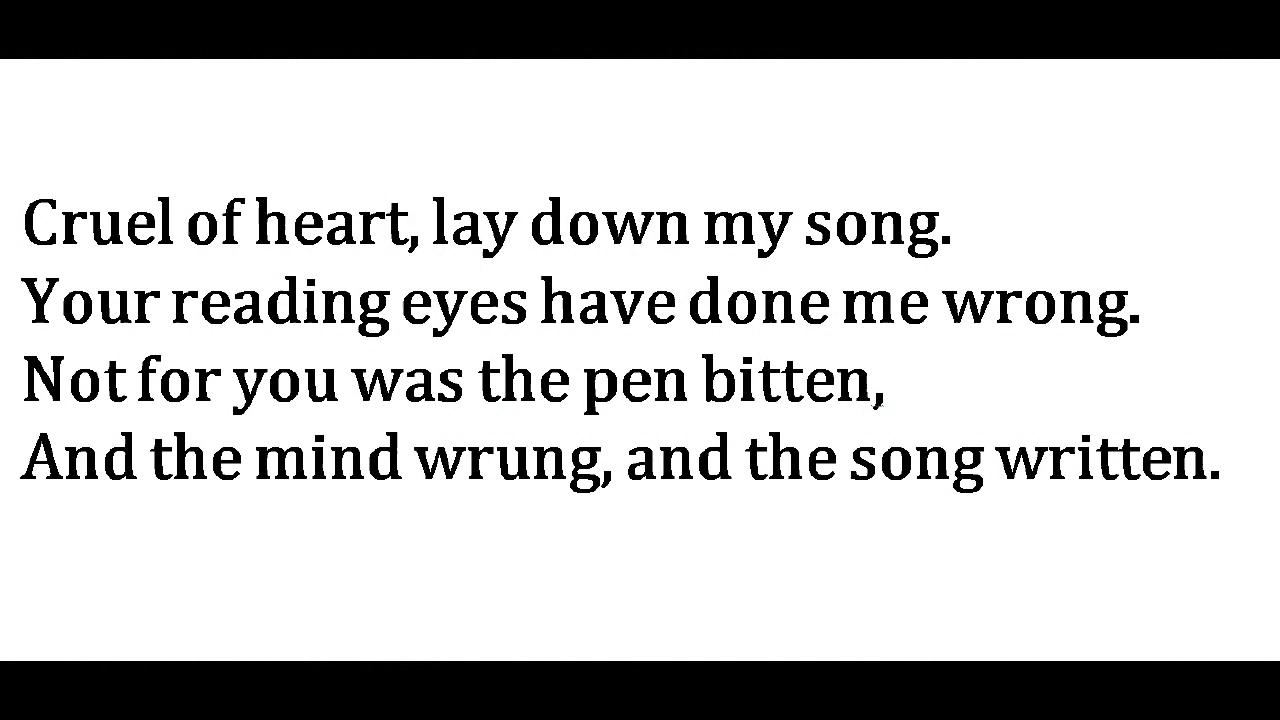 Cruel of heart, lay down my song.
Your reading eyes have done me wrong.
Not for you was the pen bitten,
And the mind wrung, and the song written.